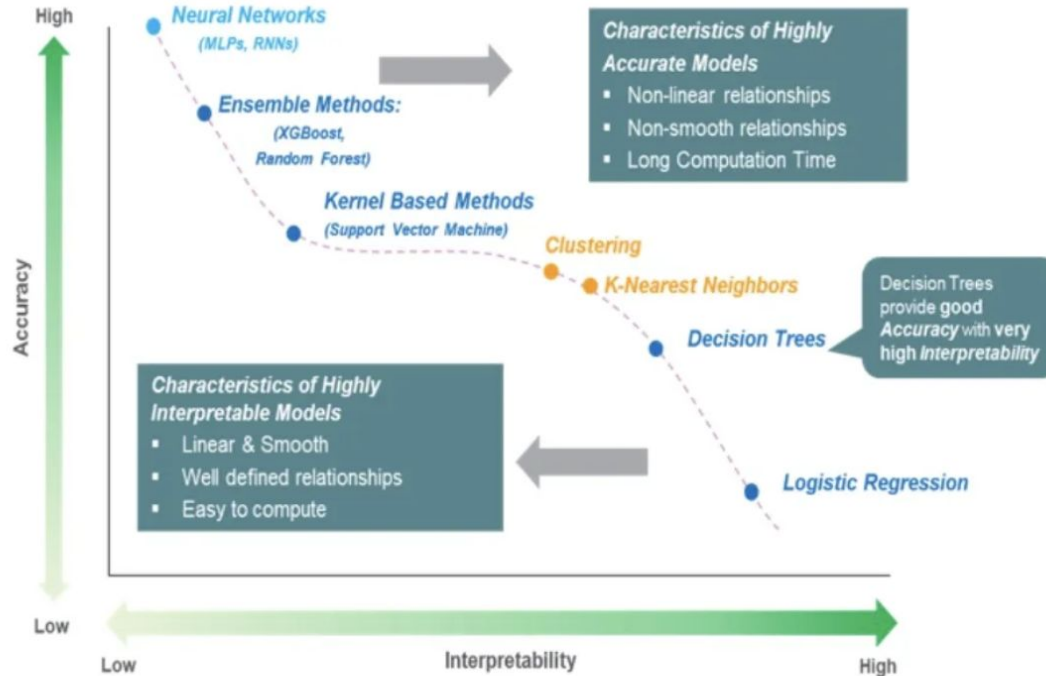 High
Neural Networks
(MLPs, RNNs)
Ensemble Methods:
(XGBoost,
Random Forest)
Kernel Based Methods
(Support Vector Machine)
Characteristics of Highly
Accurate Models
▪ Non-linear relationships
▪ Non-smooth relationships
▪ Long Computation Time
Clustering
K-Nearest Neighbors
Decision Trees
Decision Trees
provide good
Accuracy with very
high Interpretability
Accuracy
Characteristics of Highly
Interpretable Models
▪ Linear & Smooth
▪ Well defined relationships
▪ Easy to compute
Logistic Regression
Low
Low
Interpretability
High